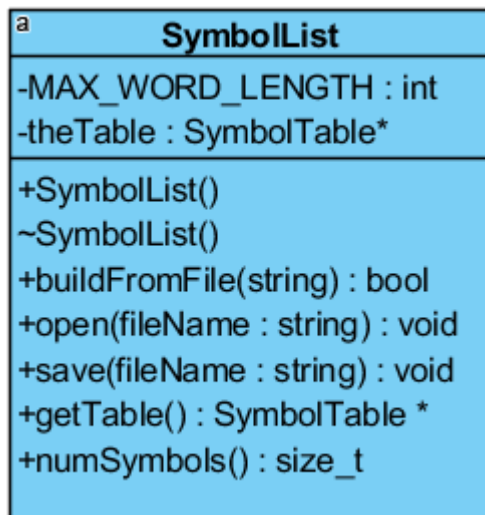 a
SymbolList
-MAX_WORD_LENGTH : int
-theTable : SymbolTable*
+SymbolList()
~SymbolList()
+buildFromFile(string) : bool
+open(fileName : string) : void
+save(fileName : string) : void
+getTable() : SymbolTable *
+numSymbols() : size_t